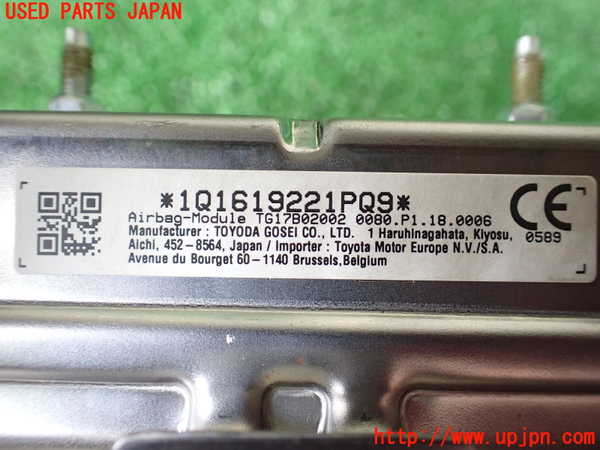 USED PARTS JAPAN
*1Q1619221PQ9*
Airbag-Module TG17B02002 0080.P1.18.0006
Manufacturer : TOYODA GOSEI CO., LTD. 1 Haruhinagahata, Kiyosu,
Aichi, 452-8564, Japan / Importer : Toyota Motor Europe N.V./S.A.
Avenue du Bourget 60-1140 Brussels,Belgium
CE
0589
http://www.upjpn.com/